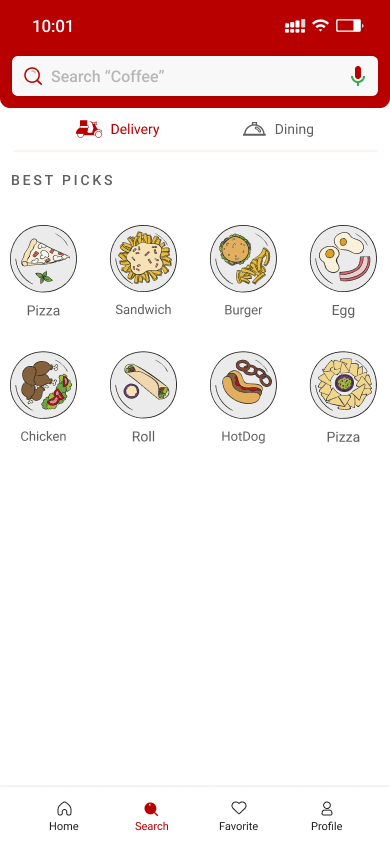 10:01
Search “Coffee”
Delivery Dining
BEST PICKS
Pizza Sandwich Burger Egg
Chicken Roll HotDog Pizza
Home Search Favorite Profile